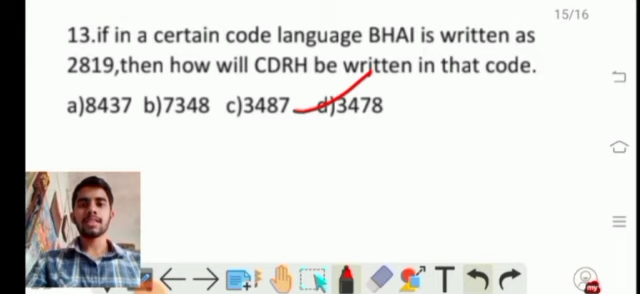 15/16
13.if in a certain code language BHAI is written as
2819,then how will CDRH be written in that code.
a)8437 b)7348 c)3487 d)3478
T
my